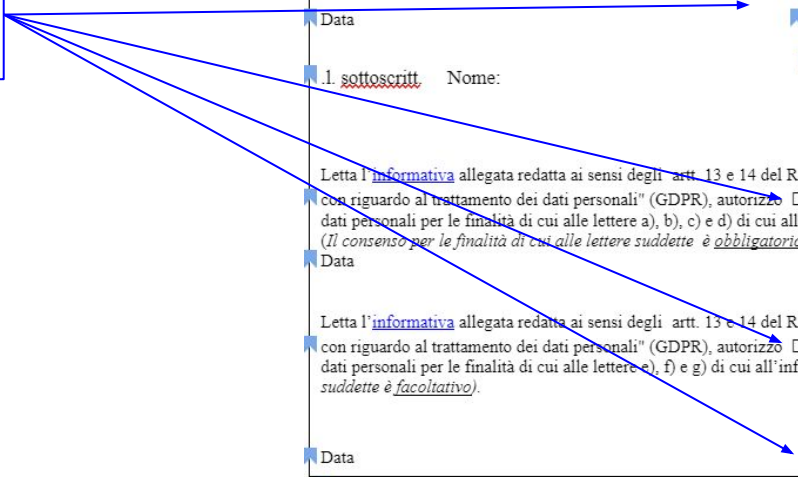 Data
.l. sottoscritt. Nome:
Letta l'informativa allegata redatta ai sensi degli artt. 13 e 14 del R
con riguardo al trattamento dei dati personali" (GDPR), autorizzo
dati personali per le finalità di cui alle lettere a), b), c) e d) di cui all
(Il consenso per le finalità di cui alle lettere suddette è obbligatorio
Data
Letta l'informativa allegata redatta ai sensi degli artt. 13 e 14 del R
con riguardo al trattamento dei dati personali" (GDPR), autorizzo
dati personali per le finalità di cui alle lettere e), f) e g) di cui all'inf
suddette è facoltativo).
Data